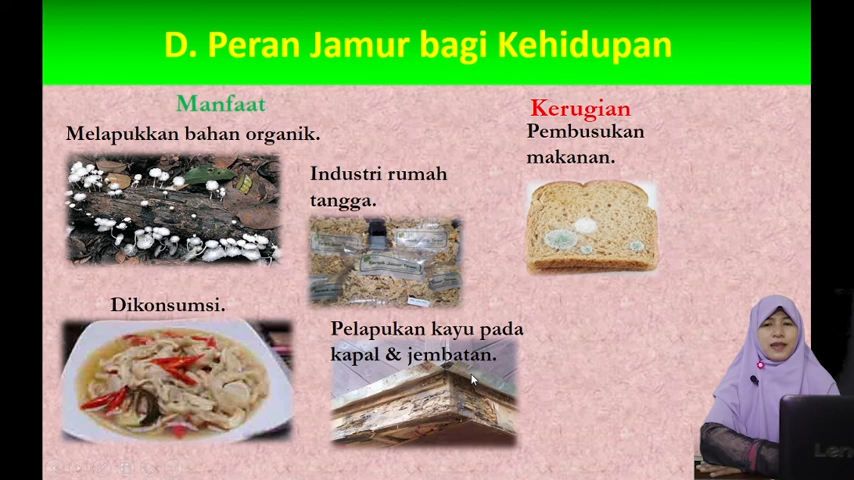 D. Peran Jamur bagi Kehidupan
Manfaat
Melapukkan bahan organik.
Industri rumah
tangga.
Dikonsumsi.
Pelapukan kayu pada
kapal & jembatan.
Kerugian
Pembusukan
makanan.